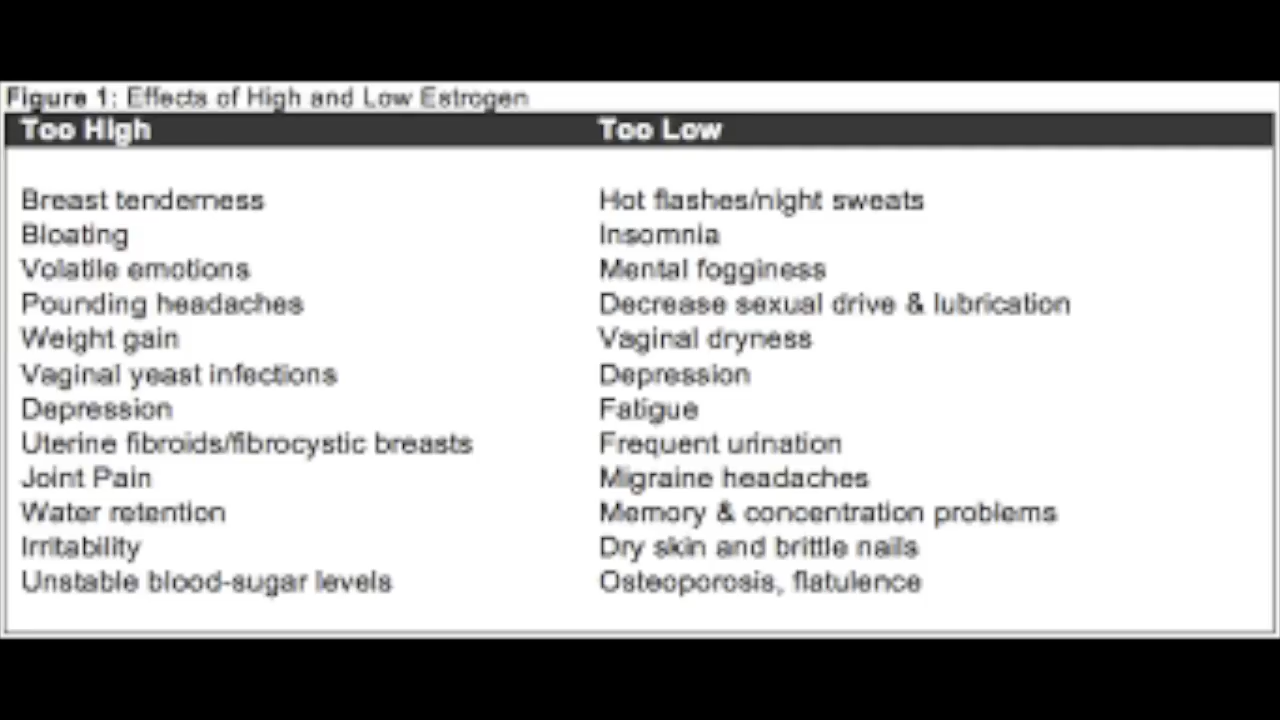 Figure 1: Effects of High and Low Estrogen
Too High Too Low
Breast tenderness Hot flashes/night sweats
Bloating Insomnia
Volatile emotions Mental fogginess
Pounding headaches Decrease sexual drive & lubrication
Weight gain Vaginal dryness
Vaginal yeast infections Depression
Depression Fatigue
Uterine fibroids/fibrocystic breasts Frequent urination
Joint Pain Migraine headaches
Water retention Memory & concentration problems
Irritability Dry skin and brittle nails
Unstable blood-sugar levels Osteoporosis, flatulence